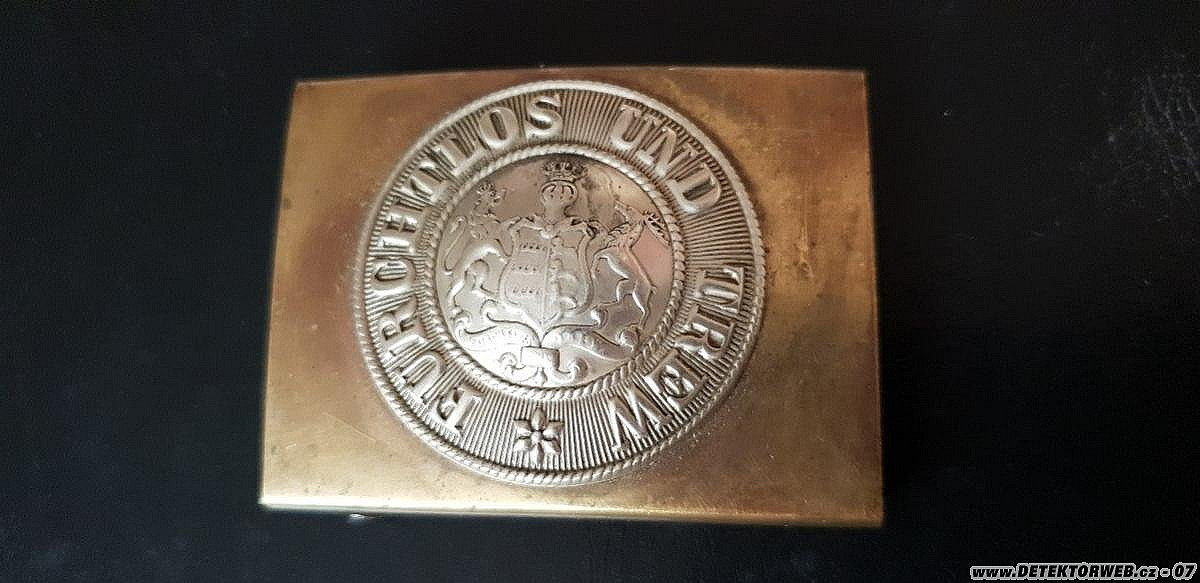 FURCHTLOS UND TREW
www.DETEKTORWEB.cz - 07